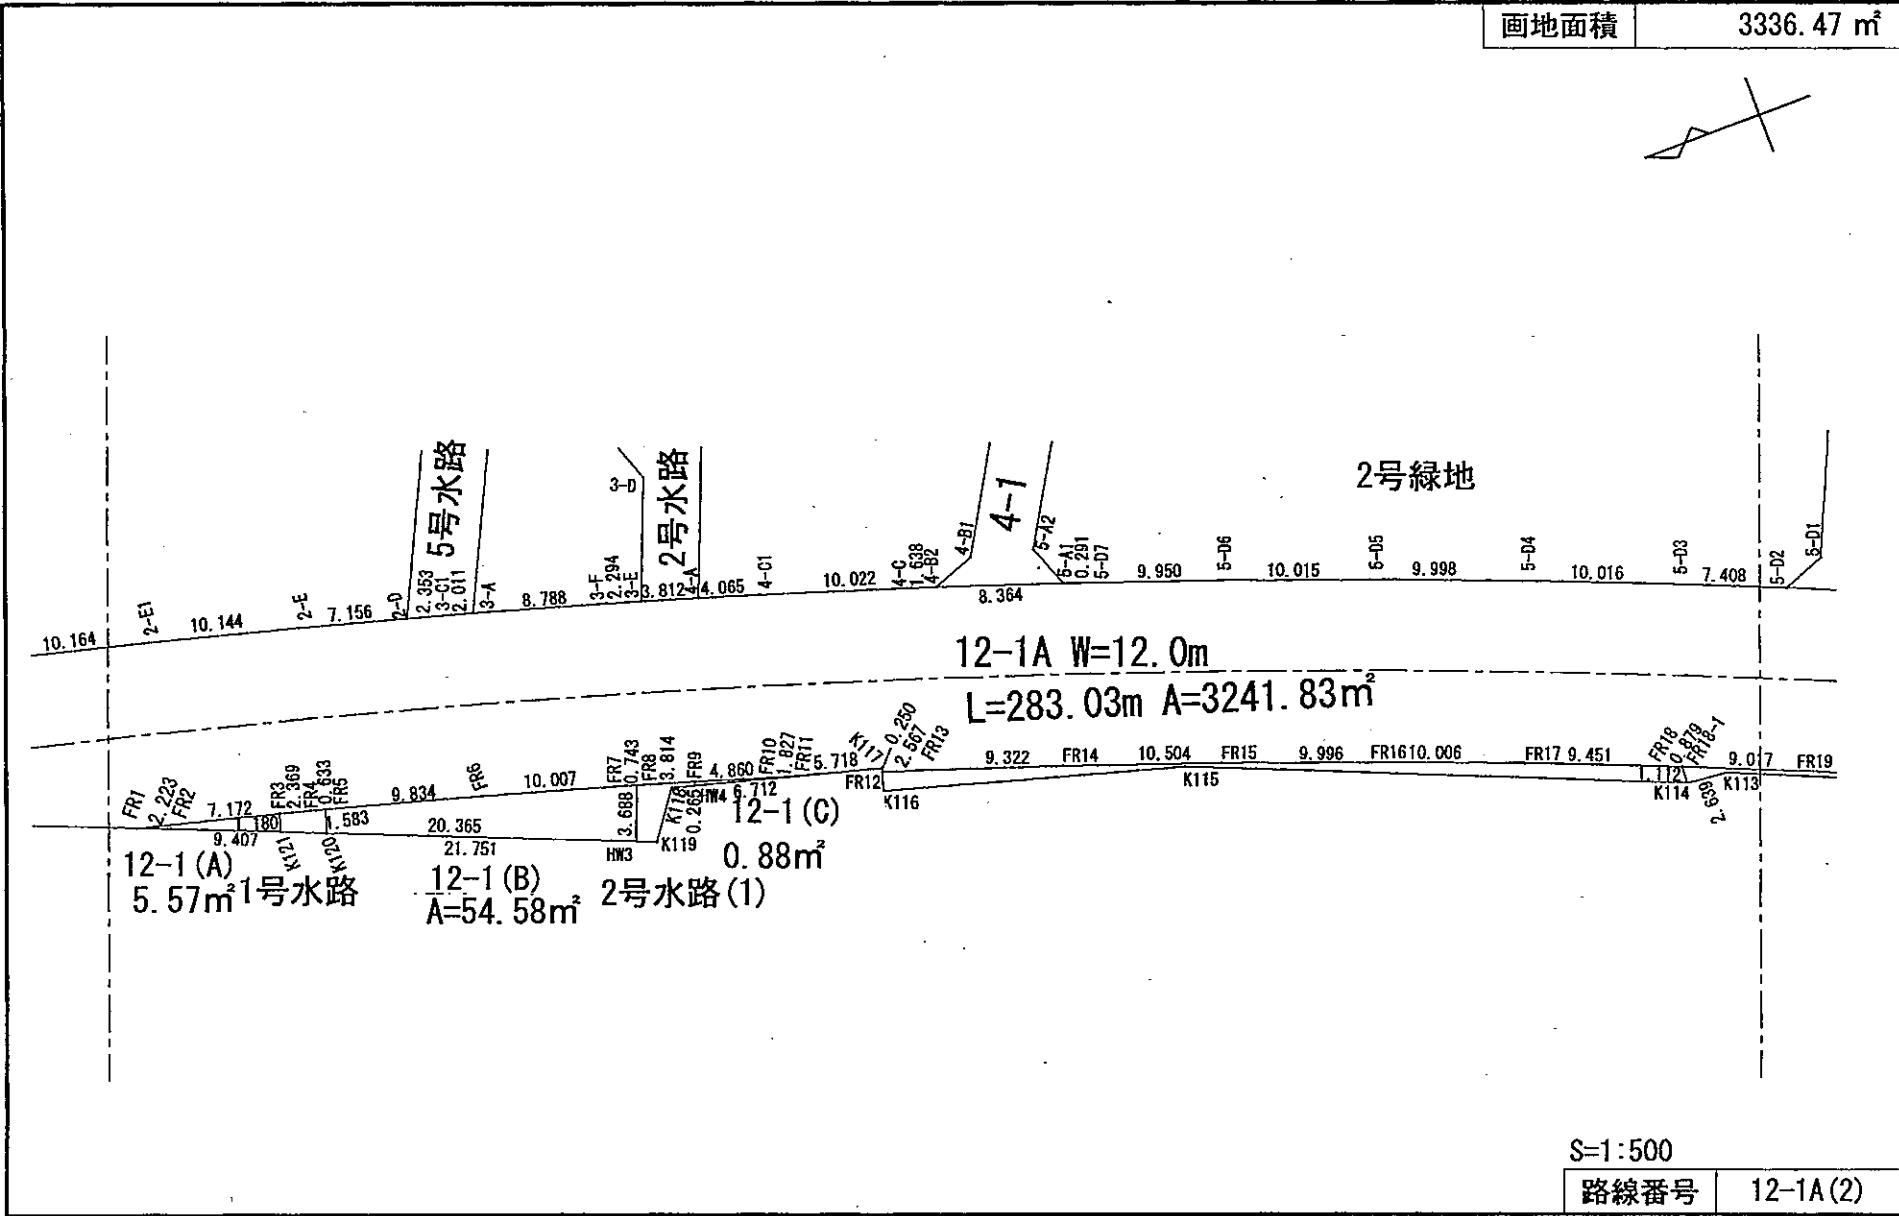 画地面積 3336.47 ㎡
5号水路
3-D
2号水路
4-B1
4-1
5-A2
2号緑地
5-D1
10.164
2-E1
10.144
2-E
7.156
2-D
2.353
3-C1
2.011
3-A
8.788
3-F
2.294
3-E
3.812
4-A
4.065
4-C1
10.022
4-C
1.638
4-B2
8.364
5-A1
0.291
5-D7
9.950
5-D6
10.015
5-D5
9.998
5-D4
10.016
5-D3
7.408
5-D2
12-1A W=12.0m
L=283.03m A=3241.83㎡
FR1
2.223
FR2
7.172
FR3
2.369
FR4
0.633
FR5
9.834
FR6
10.007
FR7
0.743
FR8
3.814
FR9
4.860
FR10
1.827
FR11
5.718
K117
0.250
2.567
FR12
FR13
9.322
FR14
10.504
FR15
9.996
FR16
10.006
FR17
9.451
FR18
0.879
FR18-1
9.017
FR19
180
1.583
9.407
K121
K120
20.365
21.751
3.688
HW3
K119
K118
0.265
HW4
6.712
K116
K115
1.112
K114
2.639
K113
12-1(A)
5.57㎡
1号水路
12-1(B)
A=54.58㎡
2号水路(1)
12-1(C)
0.88㎡
S=1:500
路線番号 12-1A(2)